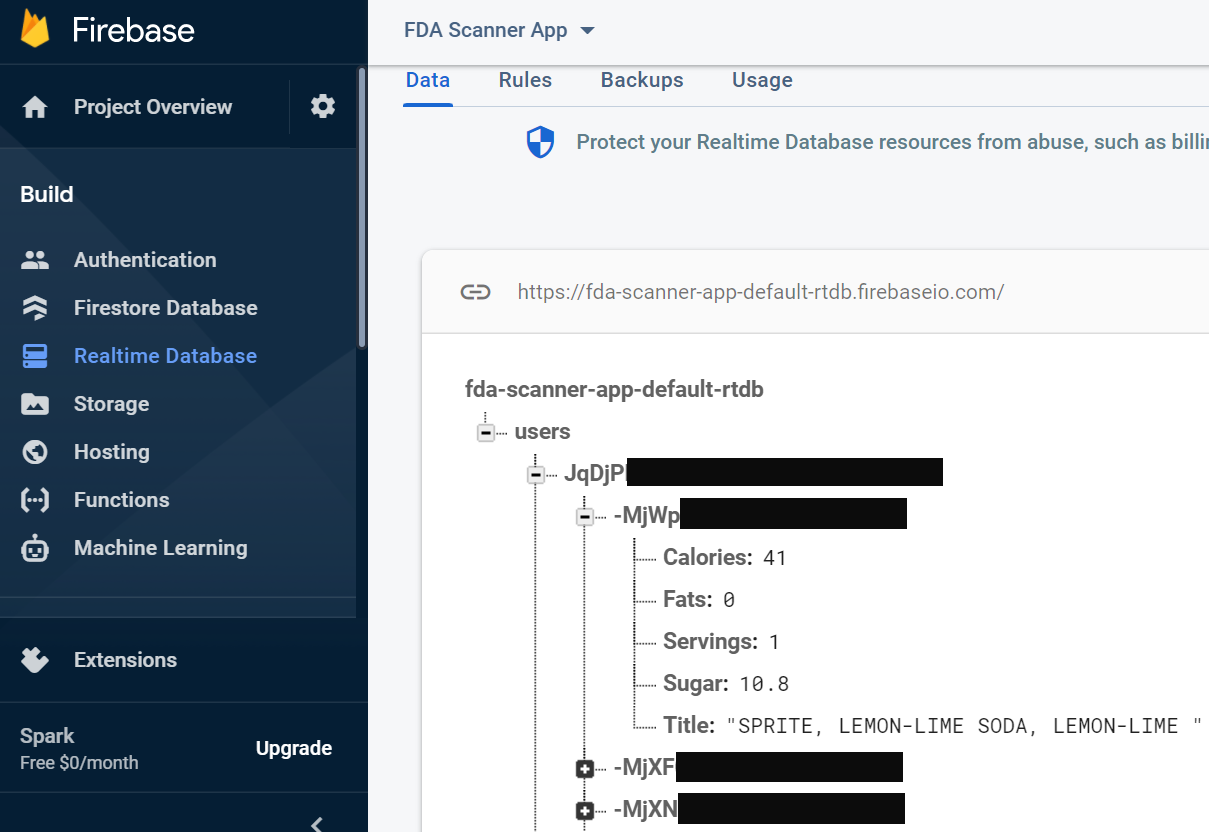 Firebase
Project Overview
Build
Authentication
Firestore Database
Realtime Database
Storage
Hosting
Functions
Machine Learning
Extensions
Spark
Free $0/month
Upgrade
FDA Scanner App
Data Rules Backups Usage
Protect your Realtime Database resources from abuse, such as
https://fda-scanner-app-default-rtdb.firebaseio.com/
fda-scanner-app-default-rtdb
users
JqDjP
-MjWp
Calories: 41
Fats: 0
Servings: 1
Sugar: 10.8
Title: "SPRITE, LEMON-LIME SODA, LEMON-LIME "
-MjXF
-MjXN